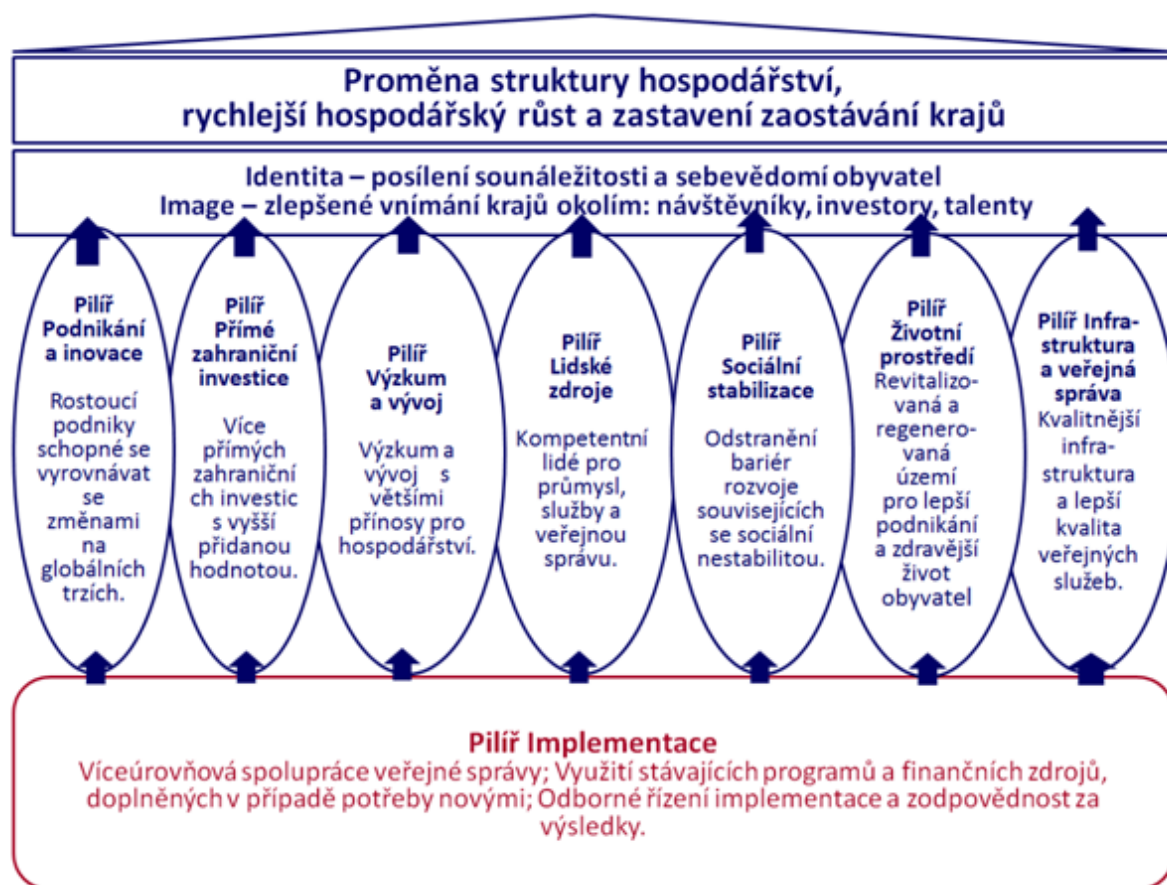 Proměna struktury hospodářství,
rychlejší hospodářský růst a zastavení zaostávání krajů
Identita – posílení sounáležitosti a sebevědomí obyvatel
Image – zlepšené vnímání krajů okolím: návštěvníky, investory, talenty
Pilíř
Podnikání
a inovace
Rostoucí
podniky
schopné se
vyrovnávat
se
změnami
na
globálních
trzích.
Pilíř
Přímé
zahraniční
investice
Více
přímých
zahraničn
ch investic
s vyšší
přidanou
hodnotou.
Pilíř
Výzkum
a vývoj
Výzkum a
vývoj s
většími
přínosy pro
hospodářství.
Pilíř
Lidské
zdroje
Kompetentní
lidé pro
průmysl,
služby a
veřejnou
správu.
Pilíř
Sociální
stabilizace
Odstranění
bariér
rozvoje
souvisejících
se sociální
nestabilitou.
Pilíř
Životní
prostředí
Revitalizo-
vaná a
regenero-
vaná
území
pro lepší
podnikání
a zdravější
život
obyvatel
Pilíř Infra-
struktura
a veřejná
správa
Kvalitnější
infra-
struktura
a lepší
kvalita
veřejných
služeb.
Pilíř Implementace
Víceúrovňová spolupráce veřejné správy; Využití stávajících programů a finančních zdrojů,
doplněných v případě potřeby novými; Odborné řízení implementace a zodpovědnost za
výsledky.